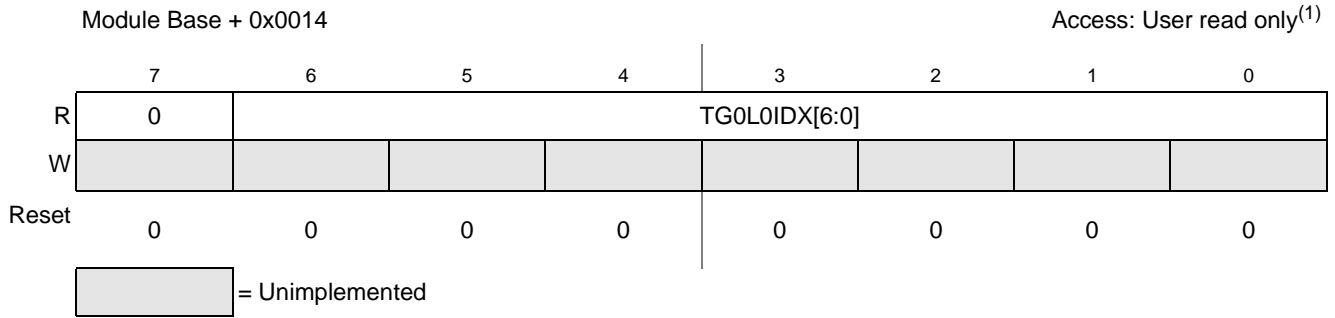 Module Base + 0x0014 Access: User read only(1)
7 6 5 4 3 2 1 0
R 0 TG0L0IDX[6:0]
W
Reset 0 0 0 0 0 0 0 0
= Unimplemented